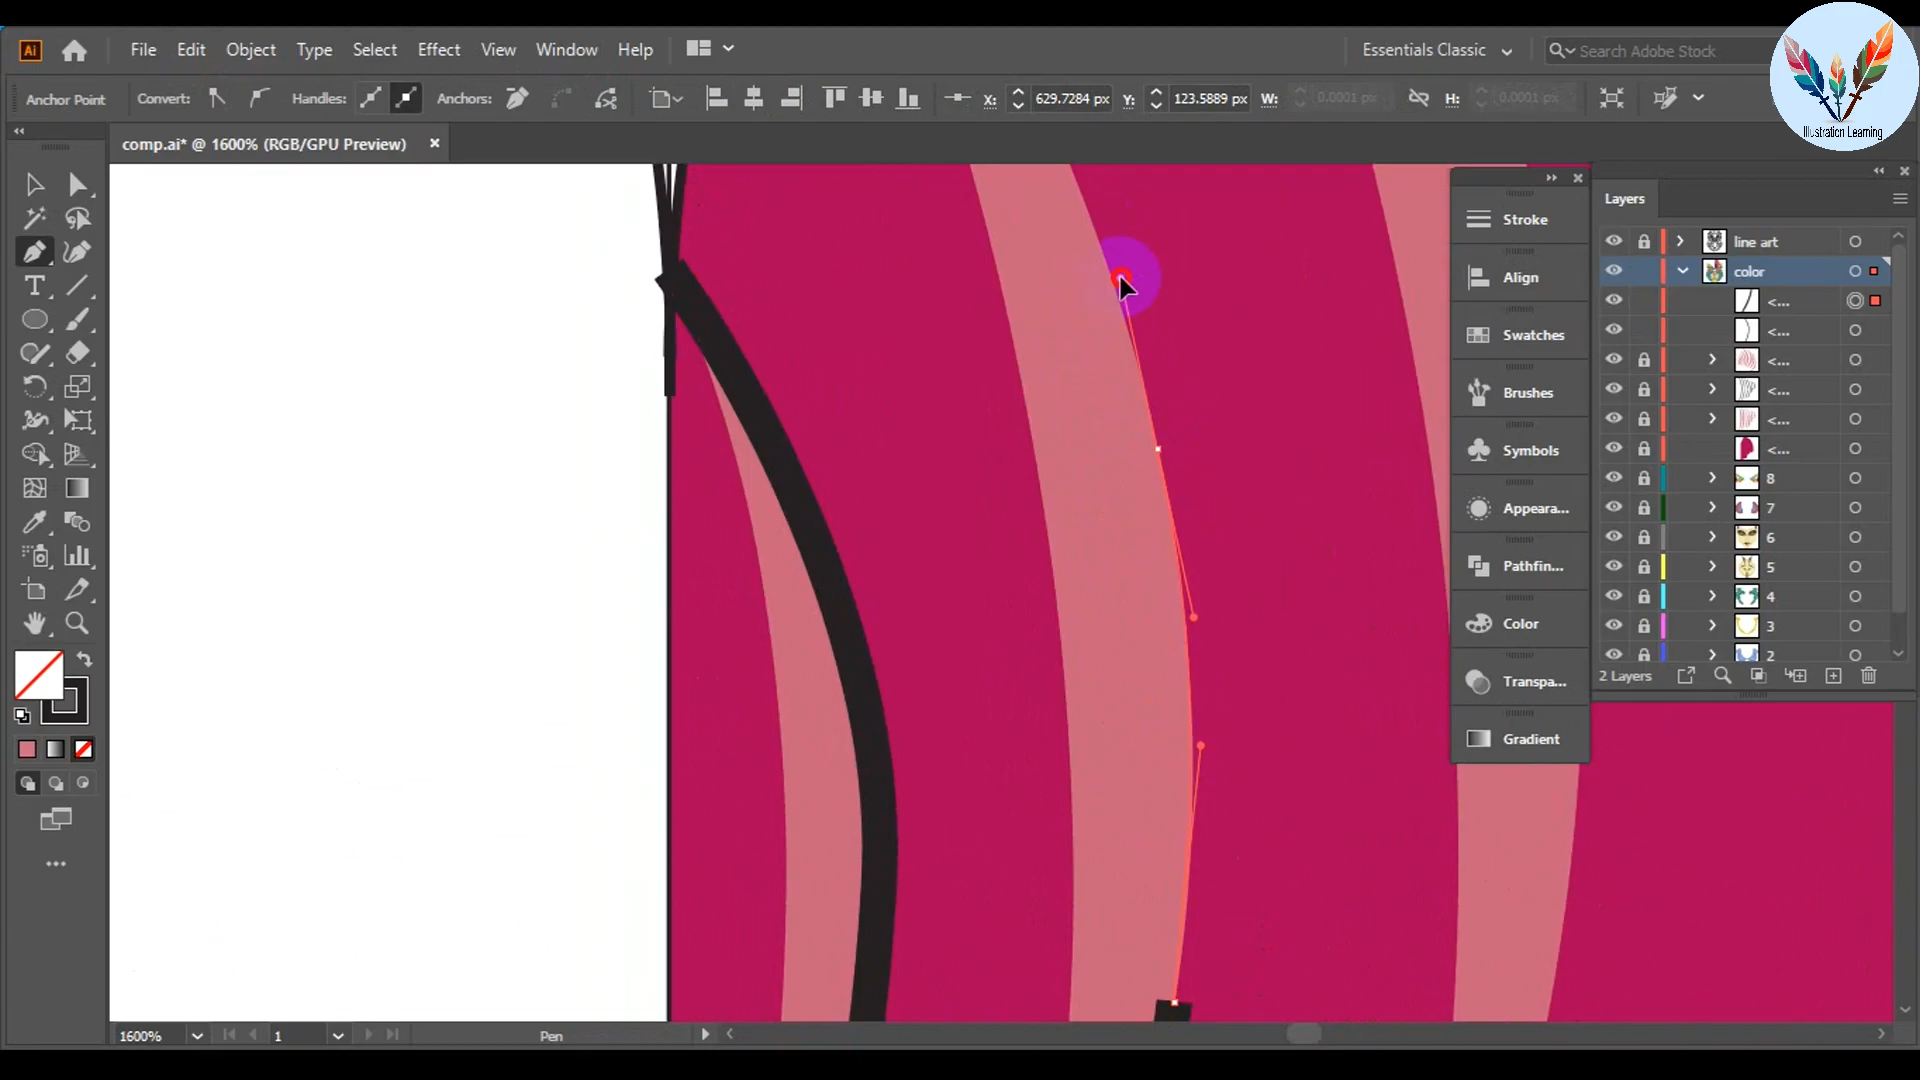 Ai File Edit Object Type Select Effect View Window Help Essentials Classic Search Adobe Stock
Illustration Learning
Anchor Point Convert: Handles: Anchors: X: 629.7284 px Y: 123.5889 px W: 0.0001 px H: 0.0001 px
comp.ai* @ 1600% (RGB/GPU Preview)
Layers
Stroke
Align
Swatches
Brushes
Symbols
Appeara...
Pathfin...
Color
Transpa...
Gradient
line art
color
<...
<...
<...
<...
<...
<...
8
7
6
5
4
3
2
2 Layers
1600% 1 Pen